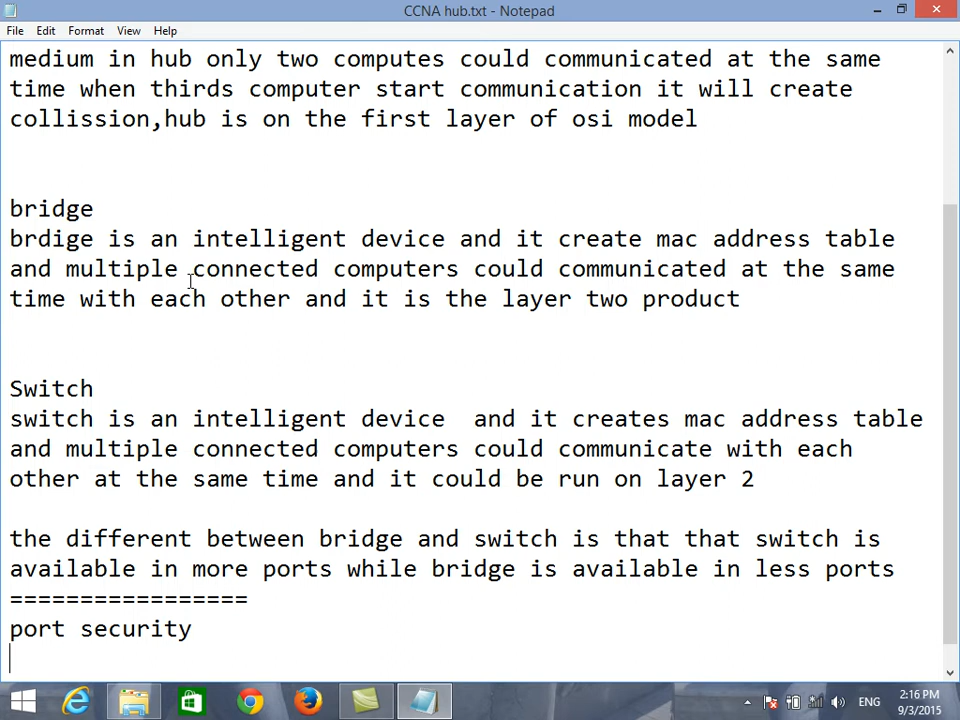 CCNA hub.txt - Notepad
File Edit Format View Help
medium in hub only two computes could communicated at the same
time when thirds computer start communication it will create
collission,hub is on the first layer of osi model
bridge
brdige is an intelligent device and it create mac address table
and multiple connected computers could communicated at the same
time with each other and it is the layer two product
Switch
switch is an intelligent device  and it creates mac address table
and multiple connected computers could communicate with each
other at the same time and it could be run on layer 2
the different between bridge and switch is that that switch is
available in more ports while bridge is available in less ports
=================
port security
ENG
2:16 PM
9/3/2015